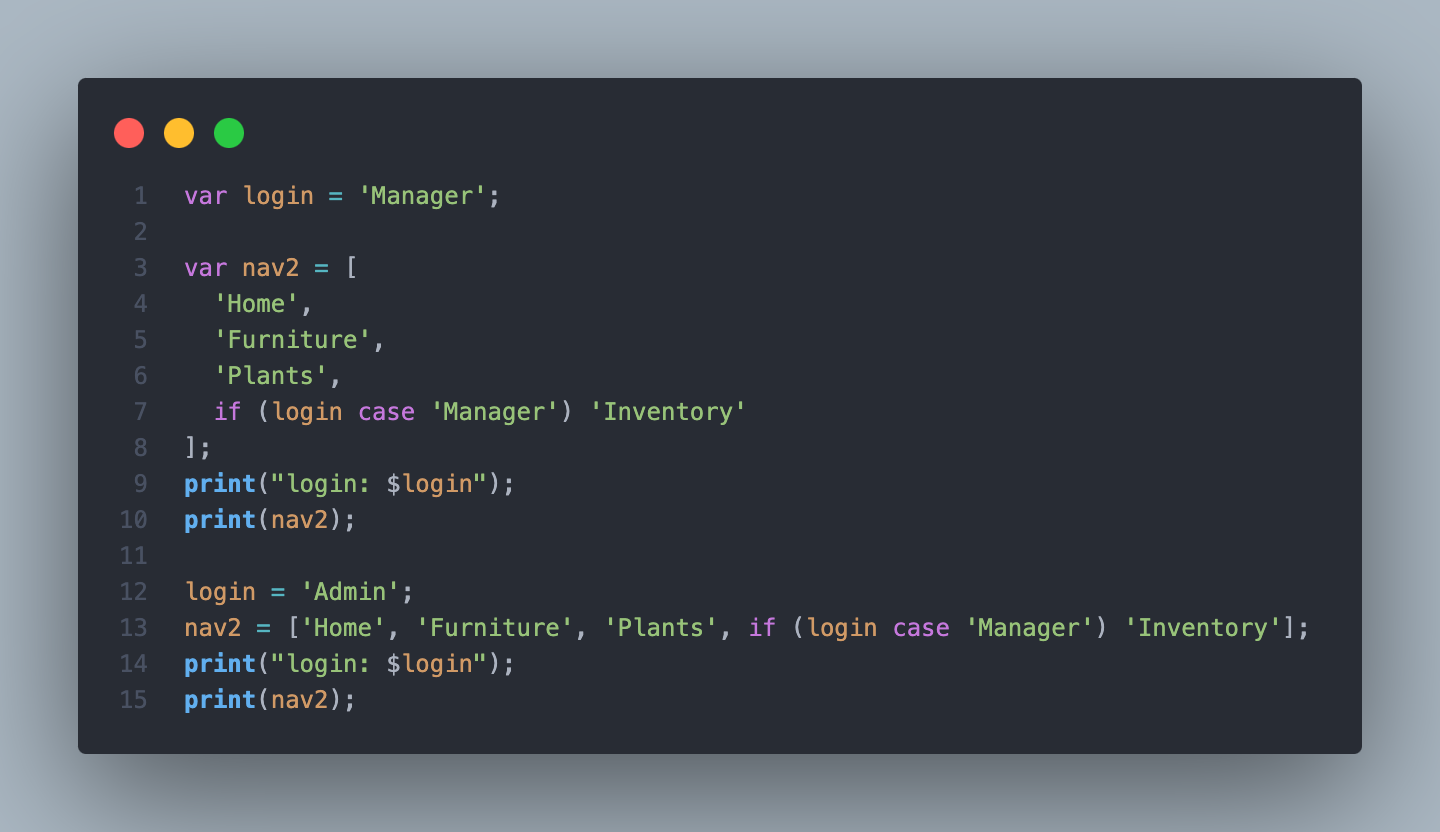 1 var login = 'Manager';
2
3 var nav2 = [
4   'Home',
5   'Furniture',
6   'Plants',
7   if (login case 'Manager') 'Inventory'
8 ];
9 print("login: $login");
10 print(nav2);
11
12 login = 'Admin';
13 nav2 = ['Home', 'Furniture', 'Plants', if (login case 'Manager') 'Inventory'];
14 print("login: $login");
15 print(nav2);